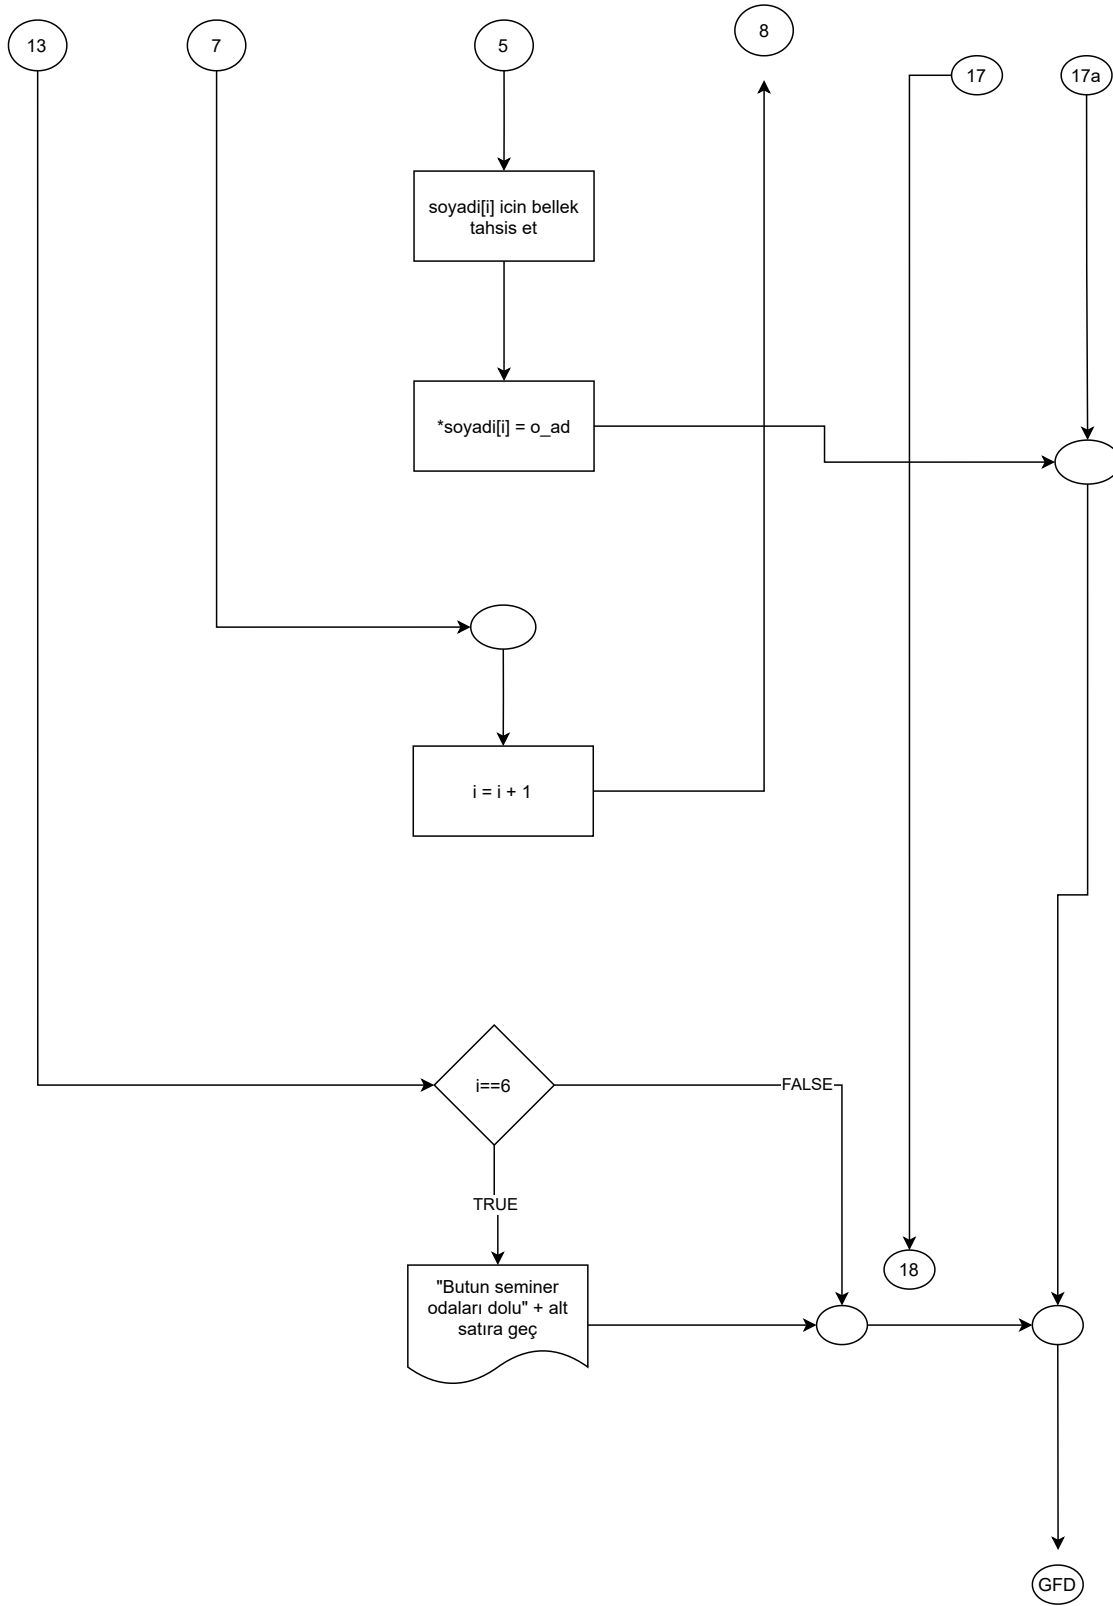 13
7
5
8
17
17a
soyadi[i] icin bellek
tahsis et
*soyadi[i] = o_ad
i = i + 1
i==6
FALSE
TRUE
"Butun seminer
odaları dolu" + alt
satıra geç
18
GFD